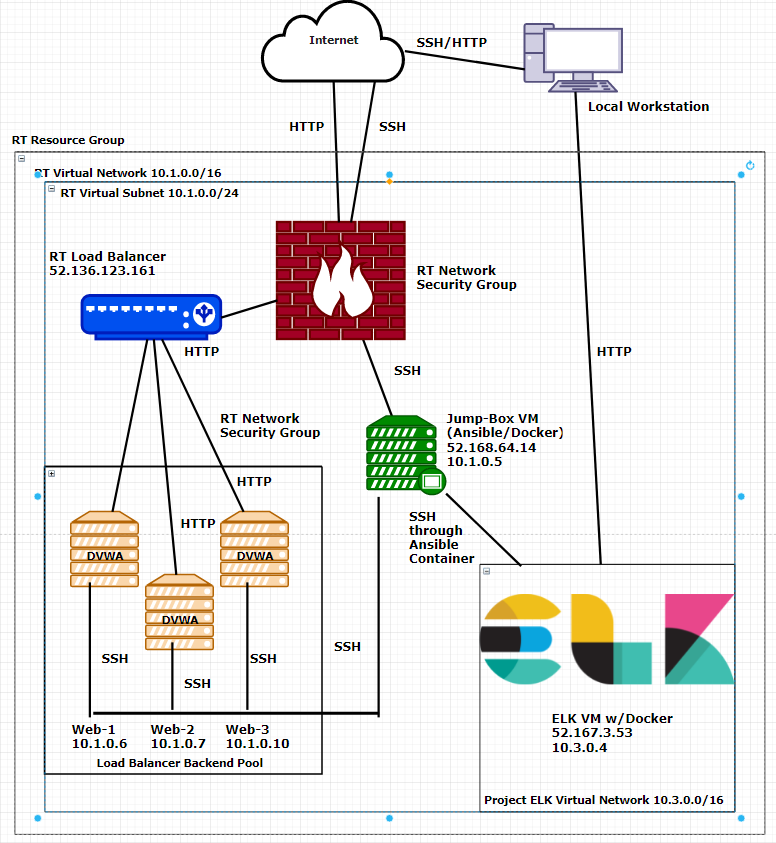 Internet
SSH/HTTP
Local Workstation
HTTP
SSH
RT Resource Group
RT Virtual Network 10.1.0.0/16
RT Virtual Subnet 10.1.0.0/24
RT Load Balancer
52.136.123.161
RT Network
Security Group
HTTP
SSH
HTTP
RT Network
Security Group
Jump-Box VM
(Ansible/Docker)
52.168.64.14
10.1.0.5
HTTP
HTTP
SSH
through
Ansible
Container
DVWA
DVWA
DVWA
SSH
SSH
SSH
SSH
ELK
Web-1
10.1.0.6
Web-2
10.1.0.7
Web-3
10.1.0.10
Load Balancer Backend Pool
ELK VM w/Docker
52.167.3.53
10.3.0.4
Project ELK Virtual Network 10.3.0.0/16